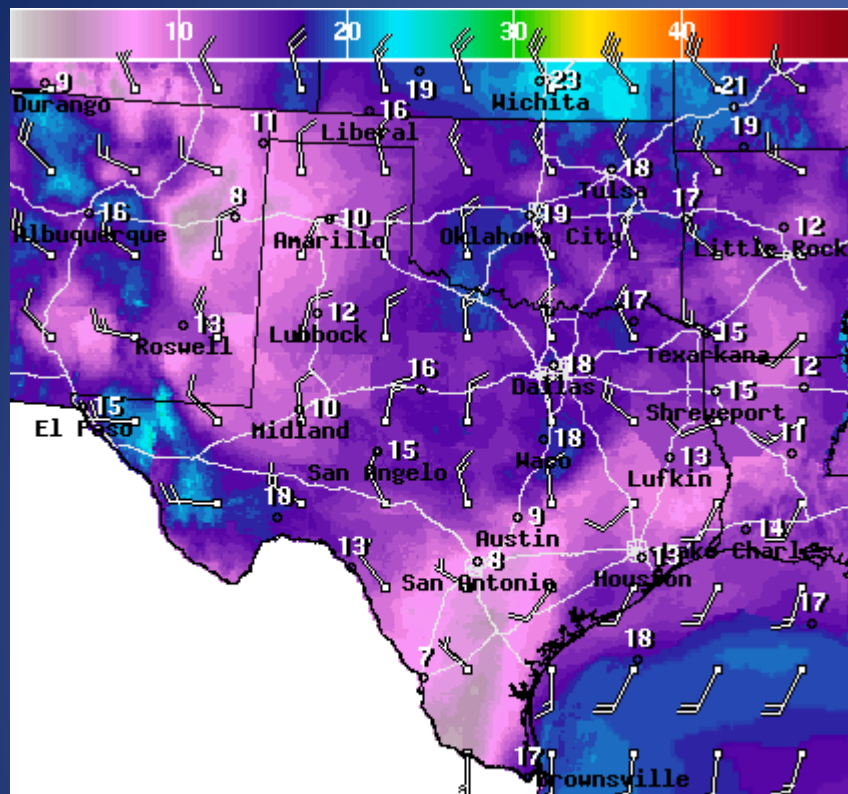 10 20 30 40
9 19 23 21
Durango Wichita
16
Liberal
11 19
18
Tulsa
16 8 10 19 17 12
Albuquerque Amarillo Oklahoma City Little Rock
13 12 17 15
Roswell Lubbock Texarkana
18
Dallas
16 15 12
15 10 Shreveport
El Paso Midland
18 11
15 Waco 13
San Angelo Lufkin
18 9 14
Austin
13 8 13 Lake Charles
San Antonio Houston
17
18
7
17
Brownsville